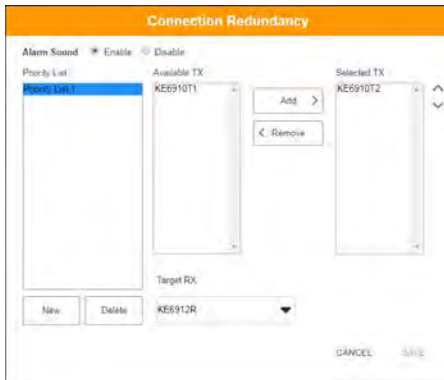 Connection Redundancy
Alarm Sound Enable Disable
Priority List Available TX Selected TX
Priority List 1 KE6910T1 KE6910T2
Add >
< Remove
Target RX
New Delete KE6912R
CANCEL SAVE